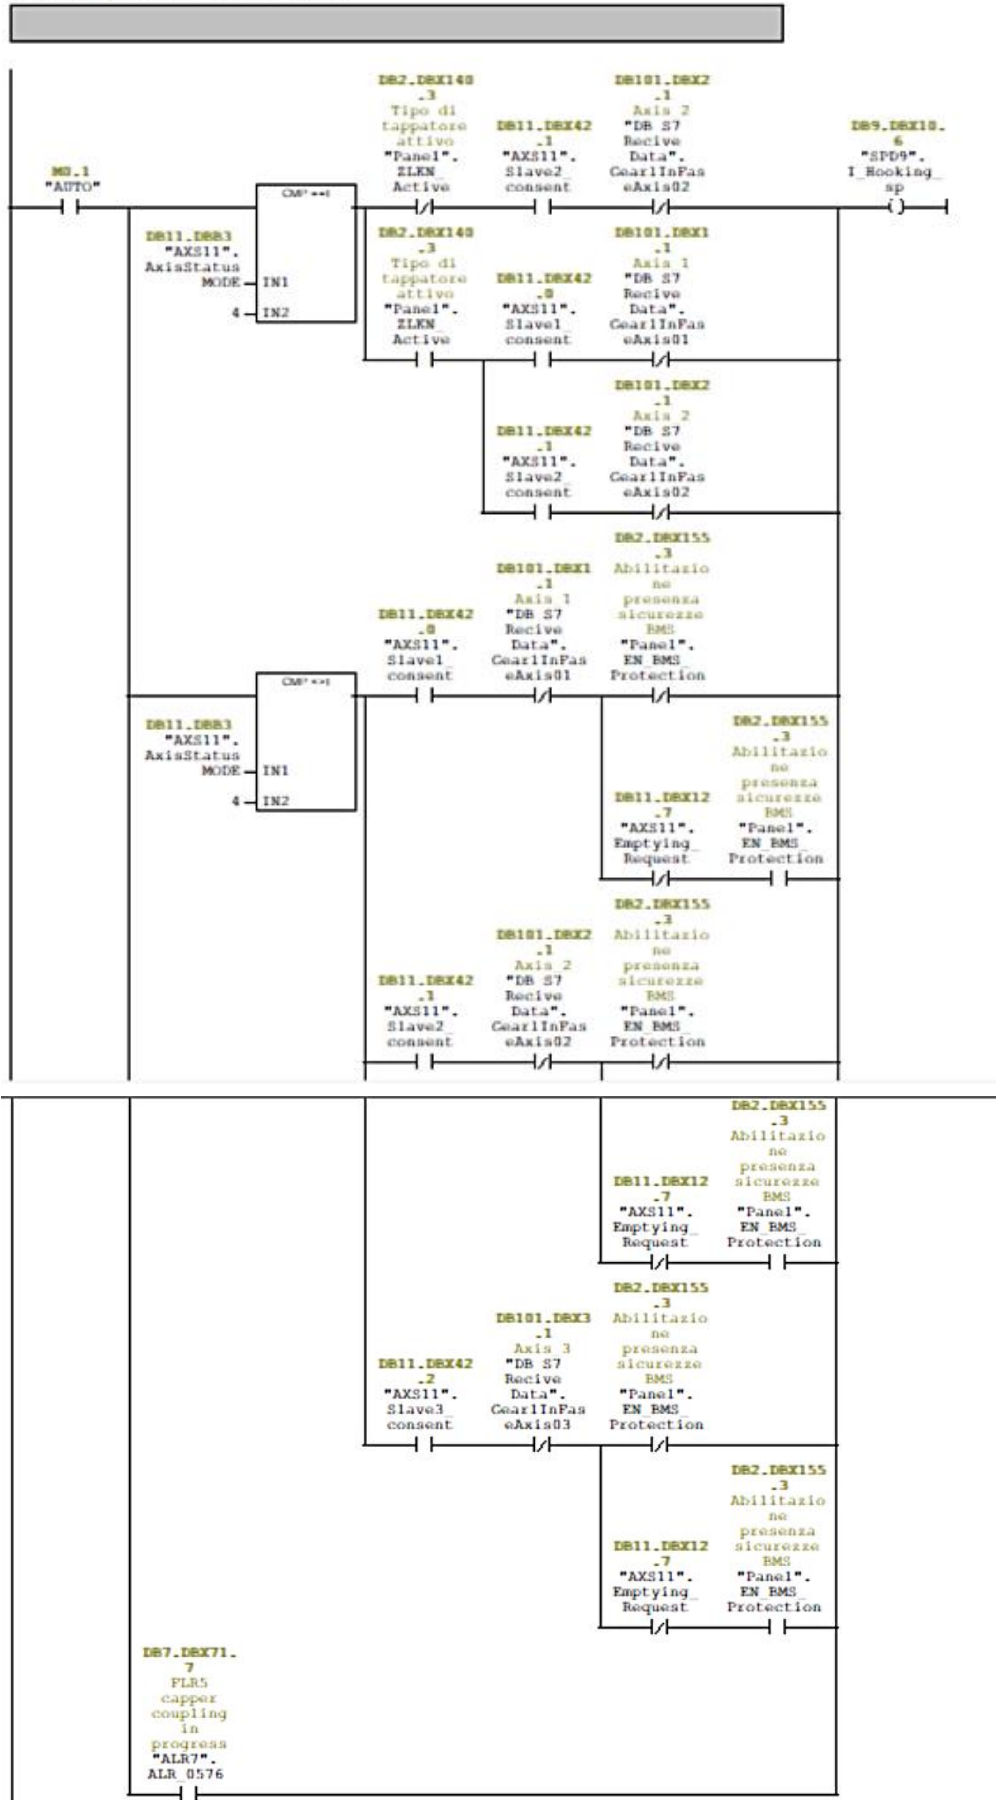 DB2.DBX140
.3
Tipo di
tappatore
attivo
"Panel".
ZLKN_
Active
DB11.DBX42
.1
"AXS11".
Slave2_
consent
DB101.DBX2
.1
Axis 2
"DB S7
Recive
Data".
Gear1InFas
eAxis02
DB9.DBX10.
6
"SPD9".
I_Hooking_
sp
M0.1
"AUTO"
CMP ==I
DB11.DBB3
"AXS11".
AxisStatus
MODE
IN1
4
IN2
DB2.DBX140
.3
Tipo di
tappatore
attivo
"Panel".
ZLKN_
Active
DB11.DBX42
.0
"AXS11".
Slave1_
consent
DB101.DBX1
.1
Axis 1
"DB S7
Recive
Data".
Gear1InFas
eAxis01
DB11.DBX42
.1
"AXS11".
Slave2_
consent
DB101.DBX2
.1
Axis 2
"DB S7
Recive
Data".
Gear1InFas
eAxis02
DB11.DBX42
.0
"AXS11".
Slave1_
consent
DB101.DBX1
.1
Axis 1
"DB S7
Recive
Data".
Gear1InFas
eAxis01
DB2.DBX155
.3
Abilitazio
ne
presenza
sicurezze
BMS
"Panel".
EN_BMS_
Protection
CMP <>I
DB11.DBB3
"AXS11".
AxisStatus
MODE
IN1
4
IN2
DB11.DBX12
.7
"AXS11".
Emptying_
Request
DB2.DBX155
.3
Abilitazio
ne
presenza
sicurezze
BMS
"Panel".
EN_BMS_
Protection
DB11.DBX42
.1
"AXS11".
Slave2_
consent
DB101.DBX2
.1
Axis 2
"DB S7
Recive
Data".
Gear1InFas
eAxis02
DB2.DBX155
.3
Abilitazio
ne
presenza
sicurezze
BMS
"Panel".
EN_BMS_
Protection
DB11.DBX12
.7
"AXS11".
Emptying_
Request
DB2.DBX155
.3
Abilitazio
ne
presenza
sicurezze
BMS
"Panel".
EN_BMS_
Protection
DB11.DBX42
.2
"AXS11".
Slave3_
consent
DB101.DBX3
.1
Axis 3
"DB S7
Recive
Data".
Gear1InFas
eAxis03
DB2.DBX155
.3
Abilitazio
ne
presenza
sicurezze
BMS
"Panel".
EN_BMS_
Protection
DB11.DBX12
.7
"AXS11".
Emptying_
Request
DB2.DBX155
.3
Abilitazio
ne
presenza
sicurezze
BMS
"Panel".
EN_BMS_
Protection
DB7.DBX71.
7
FLR5
capper
coupling
in
progress
"ALR7".
ALR_0576